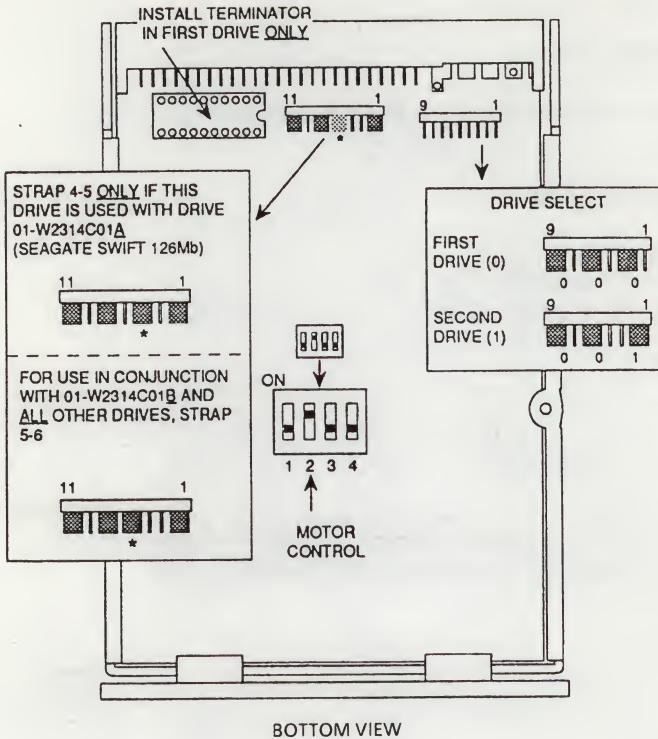 INSTALL TERMINATOR
IN FIRST DRIVE ONLY
11 1
9 1
STRAP 4-5 ONLY IF THIS
DRIVE IS USED WITH DRIVE
01-W2314C01A
(SEAGATE SWIFT 126Mb)
11 1
*
FOR USE IN CONJUNCTION
WITH 01-W2314C01B AND
ALL OTHER DRIVES, STRAP
5-6
11 1
*
*
DRIVE SELECT
FIRST
DRIVE (0)
9 1
0 0 0
SECOND
DRIVE (1)
9 1
0 0 1
ON
1 2 3 4
MOTOR
CONTROL
BOTTOM VIEW